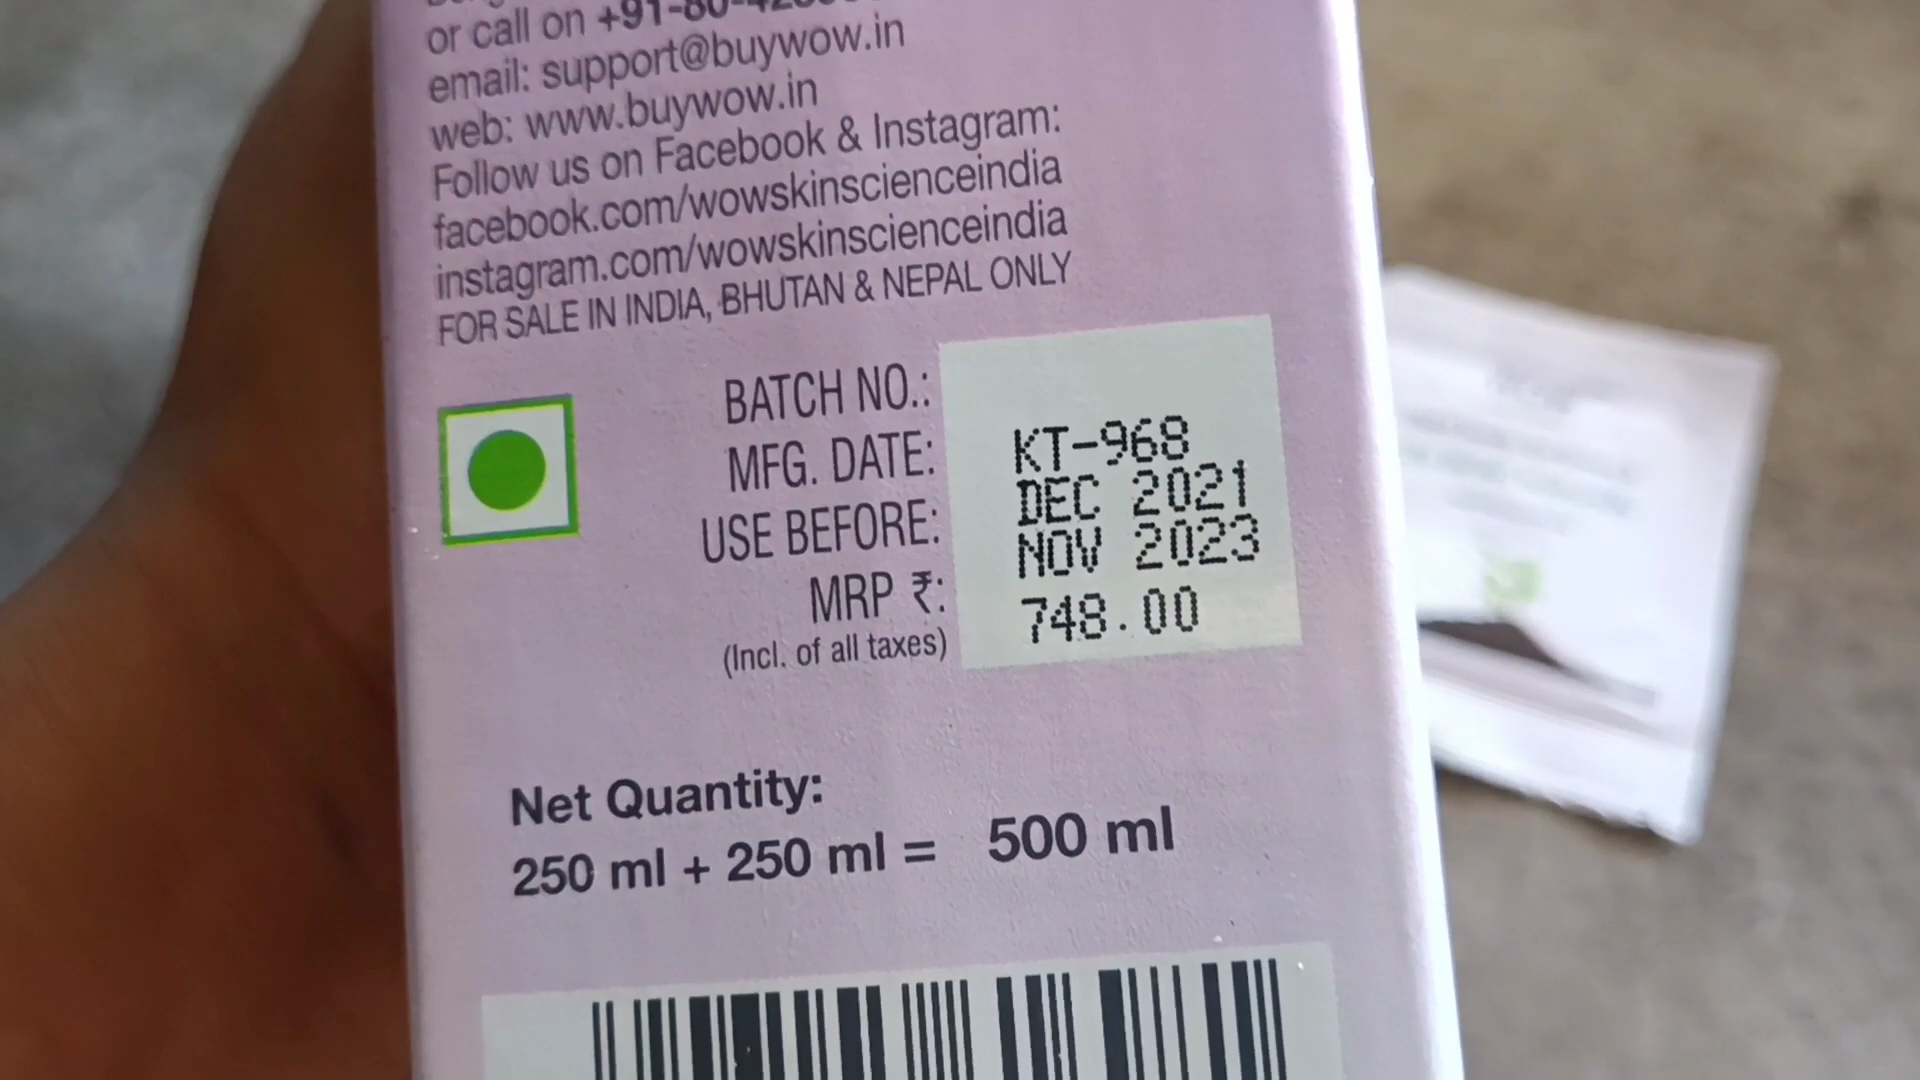 or call on +91-80-
email: support@buywow.in
web: www.buywow.in
Follow us on Facebook & Instagram:
facebook.com/wowskinscienceindia
instagram.com/wowskinscienceindia
FOR SALE IN INDIA, BHUTAN & NEPAL ONLY
BATCH NO.: KT-968
MFG. DATE: DEC 2021
USE BEFORE: NOV 2023
MRP ₹: 748.00
(Incl. of all taxes)
Net Quantity:
250 ml + 250 ml = 500 ml